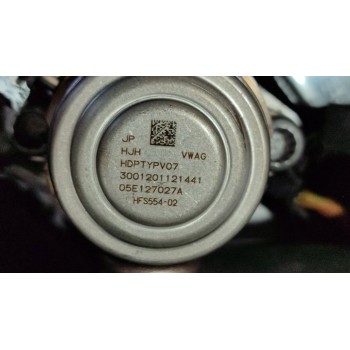 JP
HJH VWAG
HDPTYPV07
3001201121441
05E127027A
HFS554-02